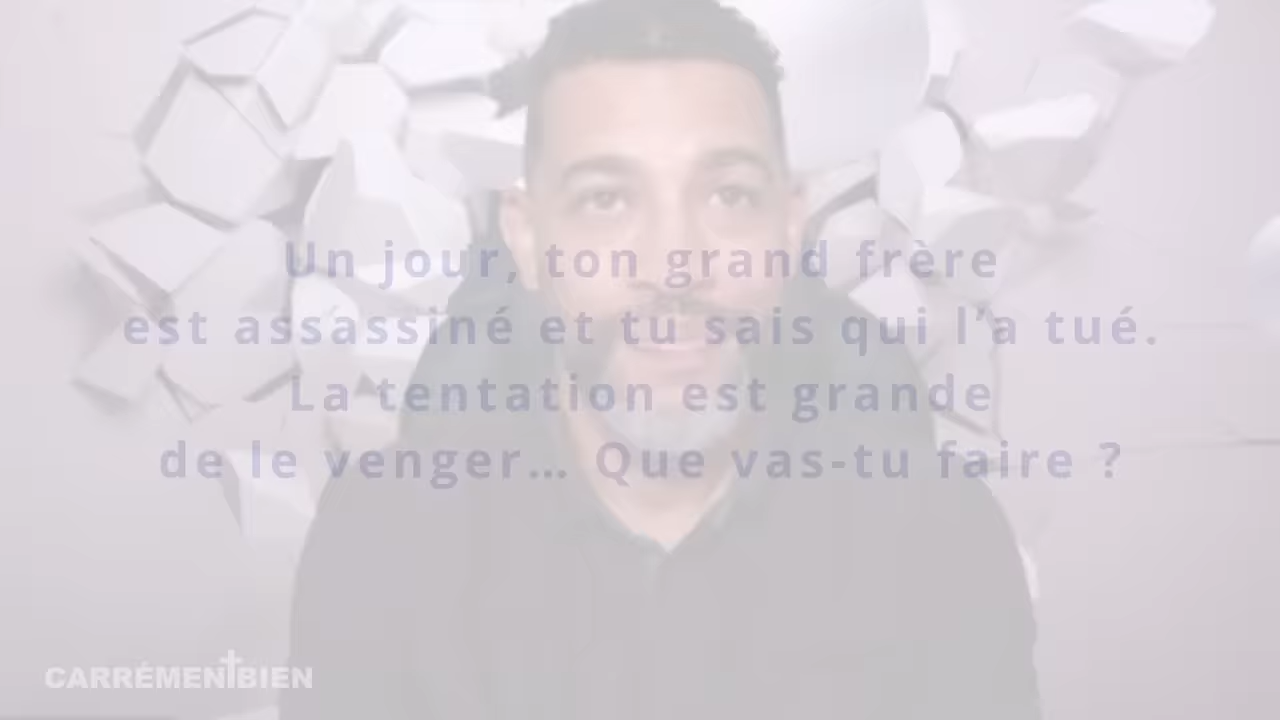 Un jour, ton grand frère
est assassiné et tu sais qui l’a tué.
La tentation est grande
de le venger... Que vas-tu faire ?
CARRÉMENTBIEN